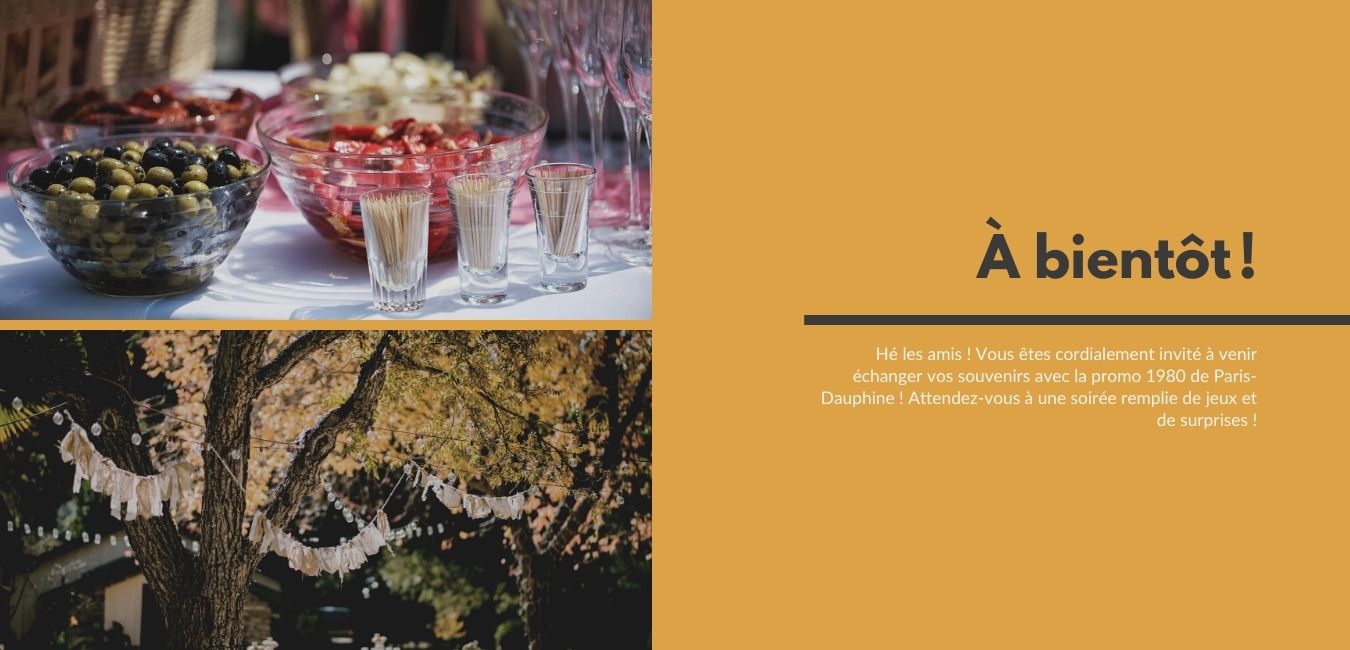 À bientôt !
Hé les amis ! Vous êtes cordialement invité à venir
échanger vos souvenirs avec la promo 1980 de Paris-
Dauphine ! Attendez-vous à une soirée remplie de jeux et
de surprises !